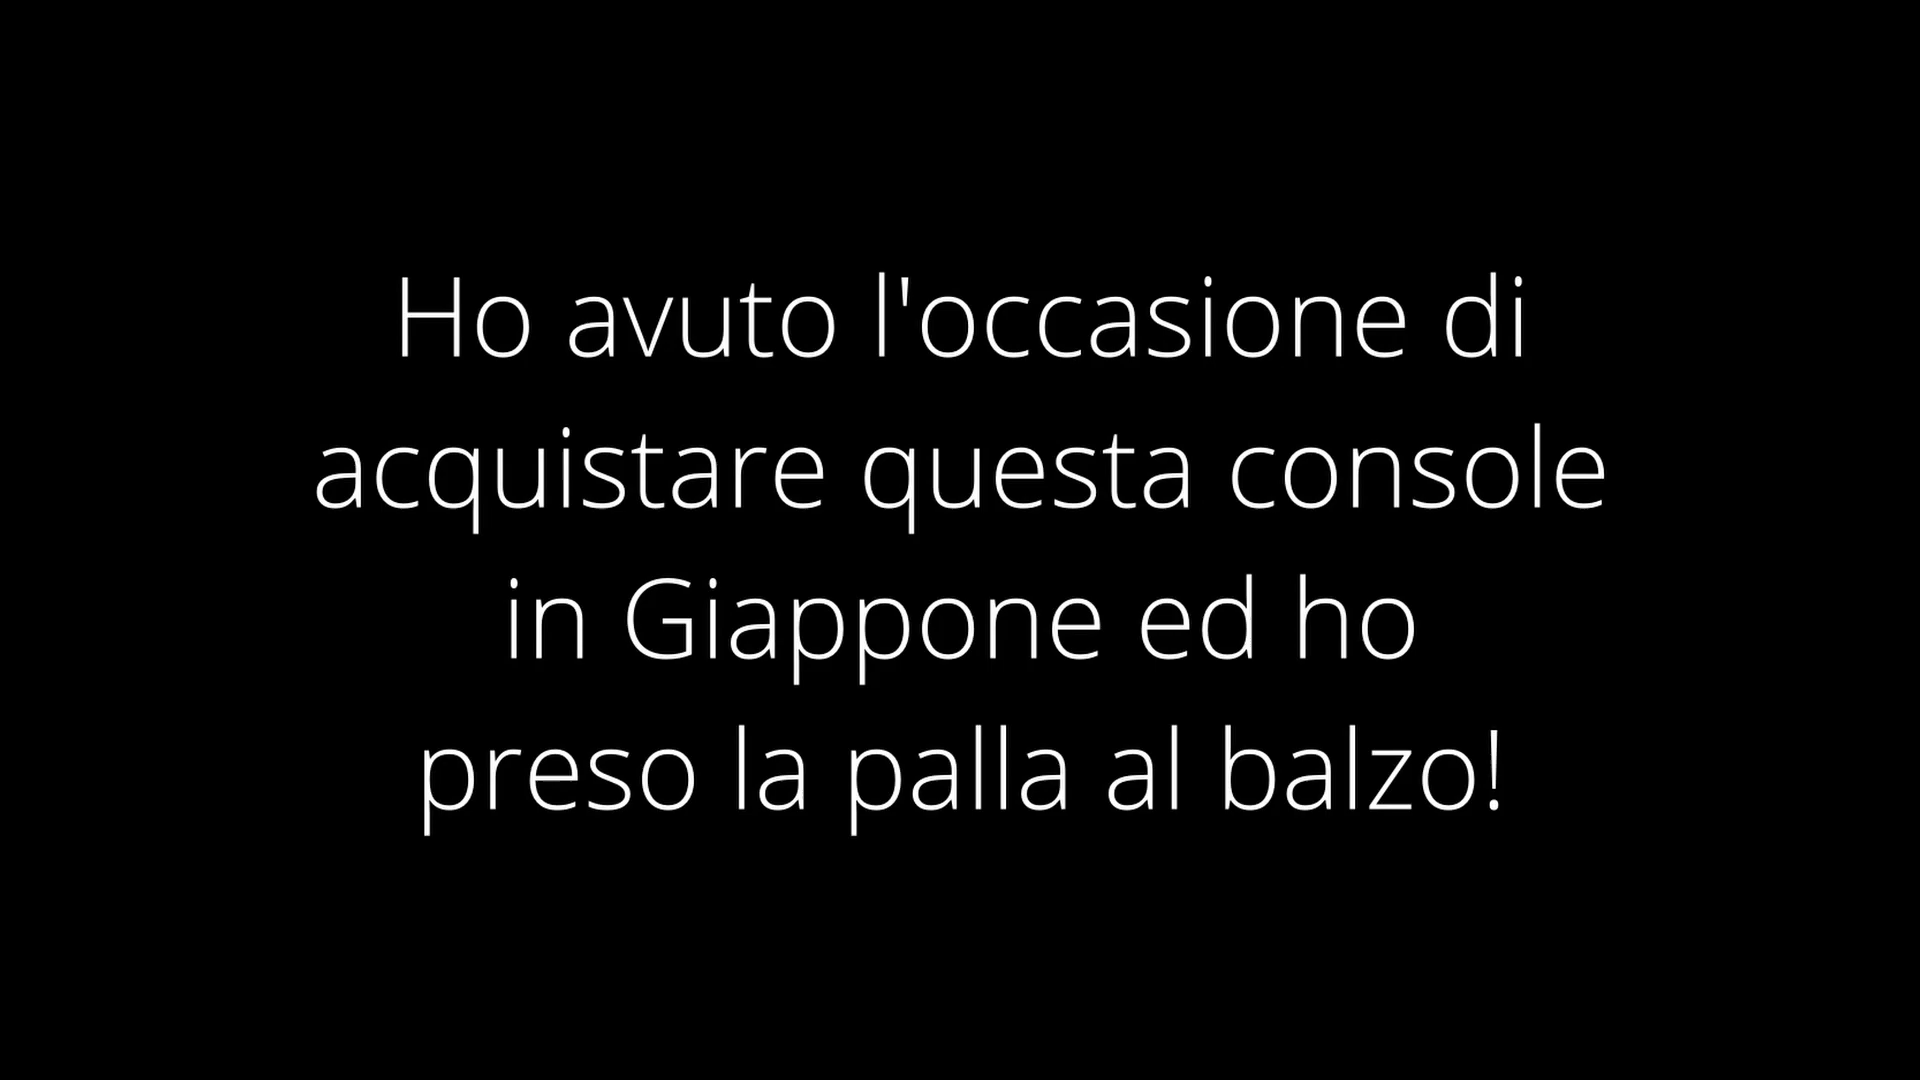 Ho avuto l'occasione di
acquistare questa console
in Giappone ed ho
preso la palla al balzo!